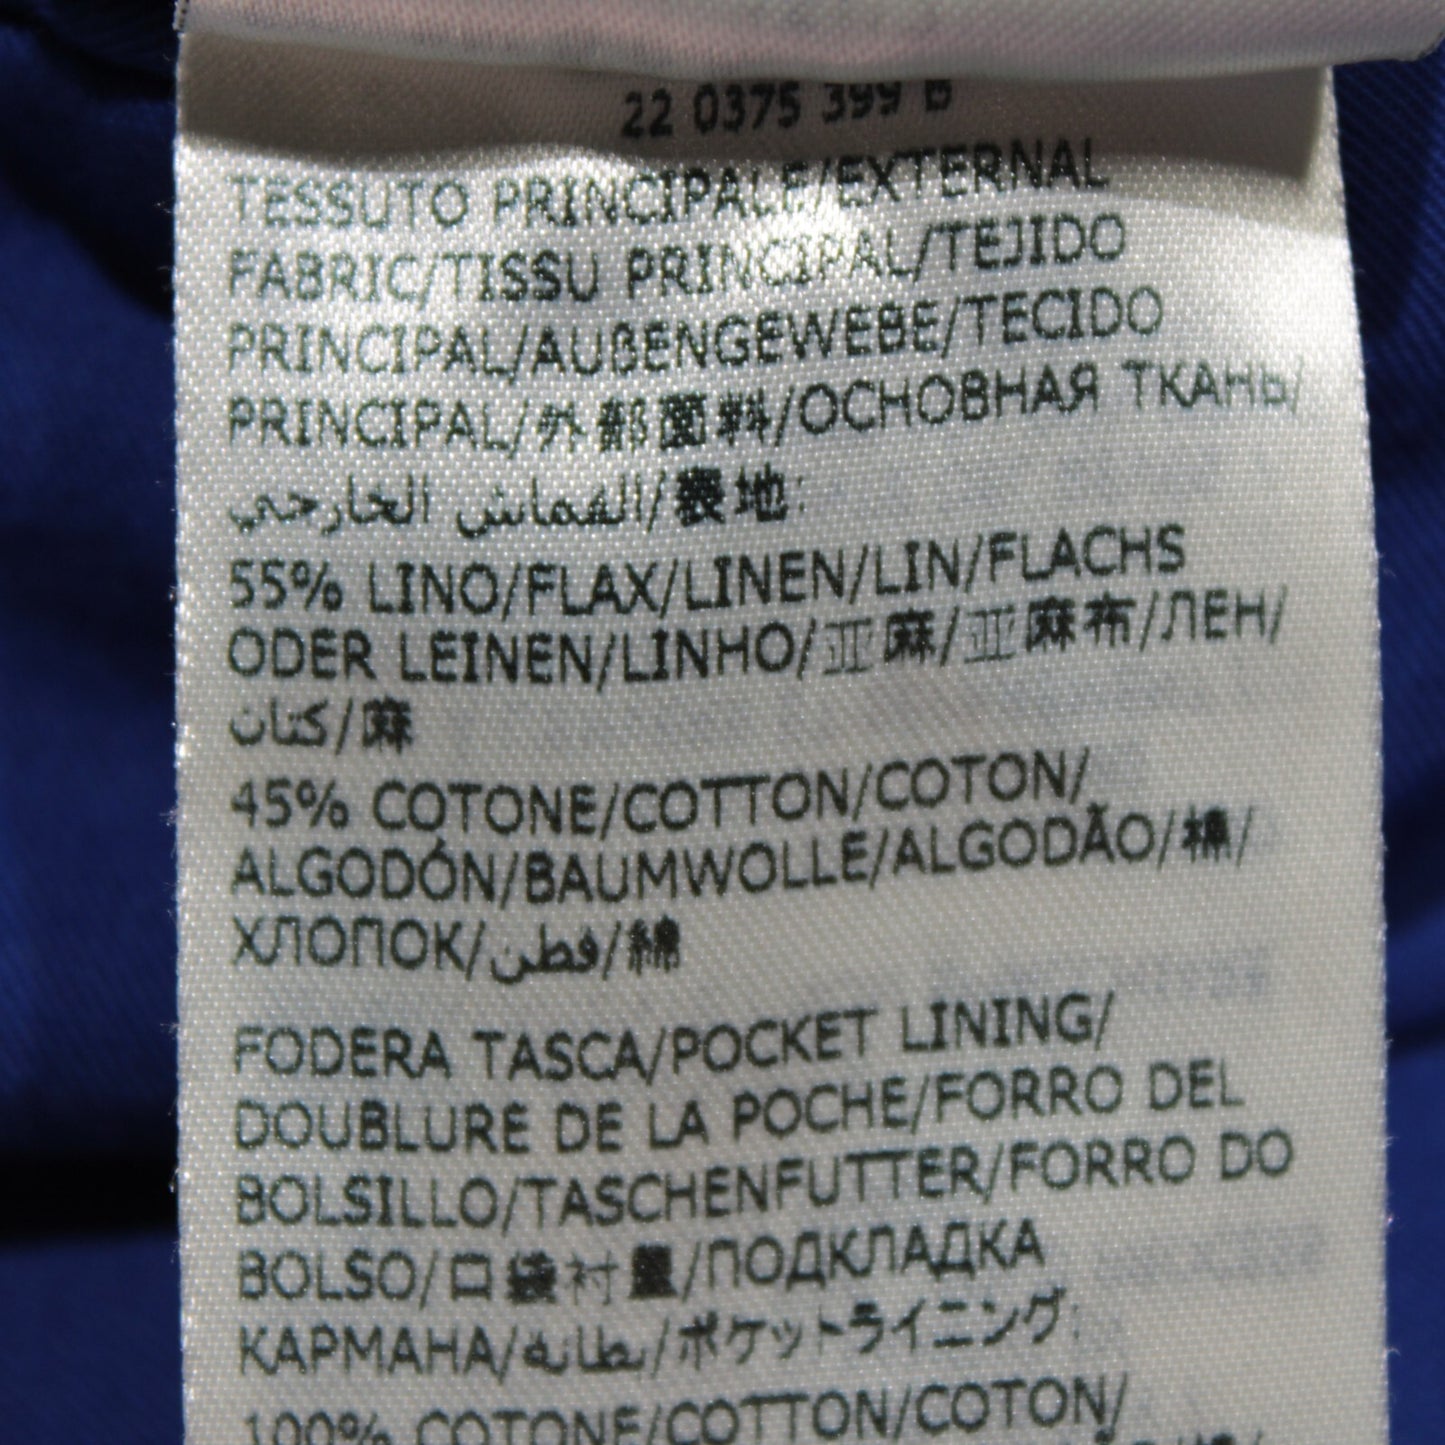 22 0375 399 B
TESSUTO PRINCIPALE/EXTERNAL
FABRIC/TISSU PRINCIPAL/TEJIDO
PRINCIPAL/AUßENGEWEBE/TECIDO
PRINCIPAL/外部面料/ОСНОВНАЯ ТКАНЬ/
القماش الخارجي/表地:
55% LINO/FLAX/LINEN/LIN/FLACHS
ODER LEINEN/LINHO/亚麻/亚麻布/ЛЕН/
كتان/麻
45% COTONE/COTTON/COTON/
ALGODÓN/BAUMWOLLE/ALGODÃO/棉/
ХЛОПОК/قطن/綿
FODERA TASCA/POCKET LINING/
DOUBLURE DE LA POCHE/FORRO DEL
BOLSILLO/TASCHENFUTTER/FORRO DO
BOLSO/口袋衬里/ПОДКЛАДКА
КАРМАНА/بطانة/ポケットライニング:
100% COTONE/COTTON/COTON/